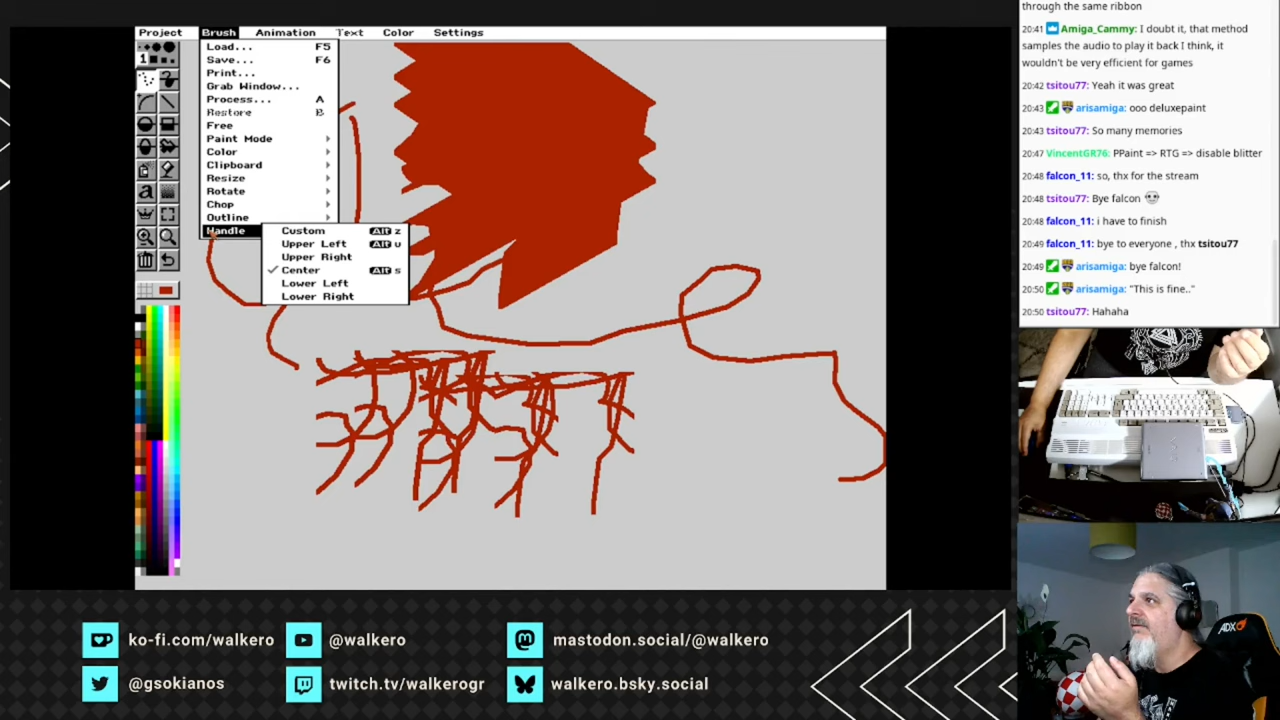 Project Brush Animation Text Color Settings
Load... F5
Save... F6
Print...
Grab Window...
Process... A
Restore B
Free
Paint Mode
Color
Clipboard
Resize
Rotate
Chop
Outline
Handle
Custom Alt z
Upper Left Alt u
Upper Right
Center Alt s
Lower Left
Lower Right
1
a
through the same ribbon
20:41 Amiga_Cammy: I doubt it, that method
samples the audio to play it back I think, it
wouldn't be very efficient for games
20:42 tsitou77: Yeah it was great
20:43 arisamiga: ooo deluxepaint
20:43 tsitou77: So many memories
20:47 VincentGR76: PPaint => RTG => disable blitter
20:48 falcon_11: so, thx for the stream
20:48 tsitou77: Bye falcon
20:48 falcon_11: i have to finish
20:49 falcon_11: bye to everyone , thx tsitou77
20:49 arisamiga: bye falcon!
20:50 arisamiga: "This is fine.."
20:50 tsitou77: Hahaha
ADX
ko-fi.com/walkero
@walkero
mastodon.social/@walkero
@gsokianos
twitch.tv/walkerogr
walkero.bsky.social